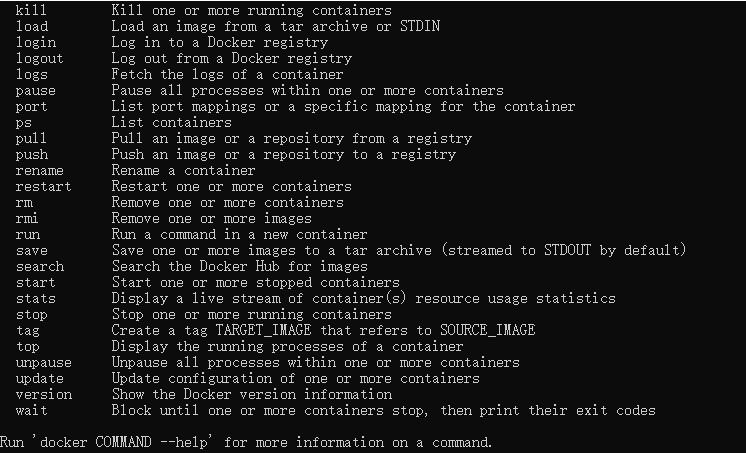 kill        Kill one or more running containers
load        Load an image from a tar archive or STDIN
login       Log in to a Docker registry
logout      Log out from a Docker registry
logs        Fetch the logs of a container
pause       Pause all processes within one or more containers
port        List port mappings or a specific mapping for the container
ps          List containers
pull        Pull an image or a repository from a registry
push        Push an image or a repository to a registry
rename      Rename a container
restart     Restart one or more containers
rm          Remove one or more containers
rmi         Remove one or more images
run         Run a command in a new container
save        Save one or more images to a tar archive (streamed to STDOUT by default)
search      Search the Docker Hub for images
start       Start one or more stopped containers
stats       Display a live stream of container(s) resource usage statistics
stop        Stop one or more running containers
tag         Create a tag TARGET_IMAGE that refers to SOURCE_IMAGE
top         Display the running processes of a container
unpause     Unpause all processes within one or more containers
update      Update configuration of one or more containers
version     Show the Docker version information
wait        Block until one or more containers stop, then print their exit codes
Run 'docker COMMAND --help' for more information on a command.